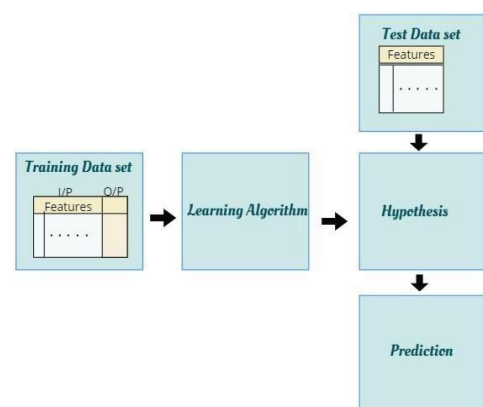 Test Data set
Features
. . . . .
Training Data set
I/P O/P
Features
. . . . .
Learning Algorithm
Hypothesis
Prediction